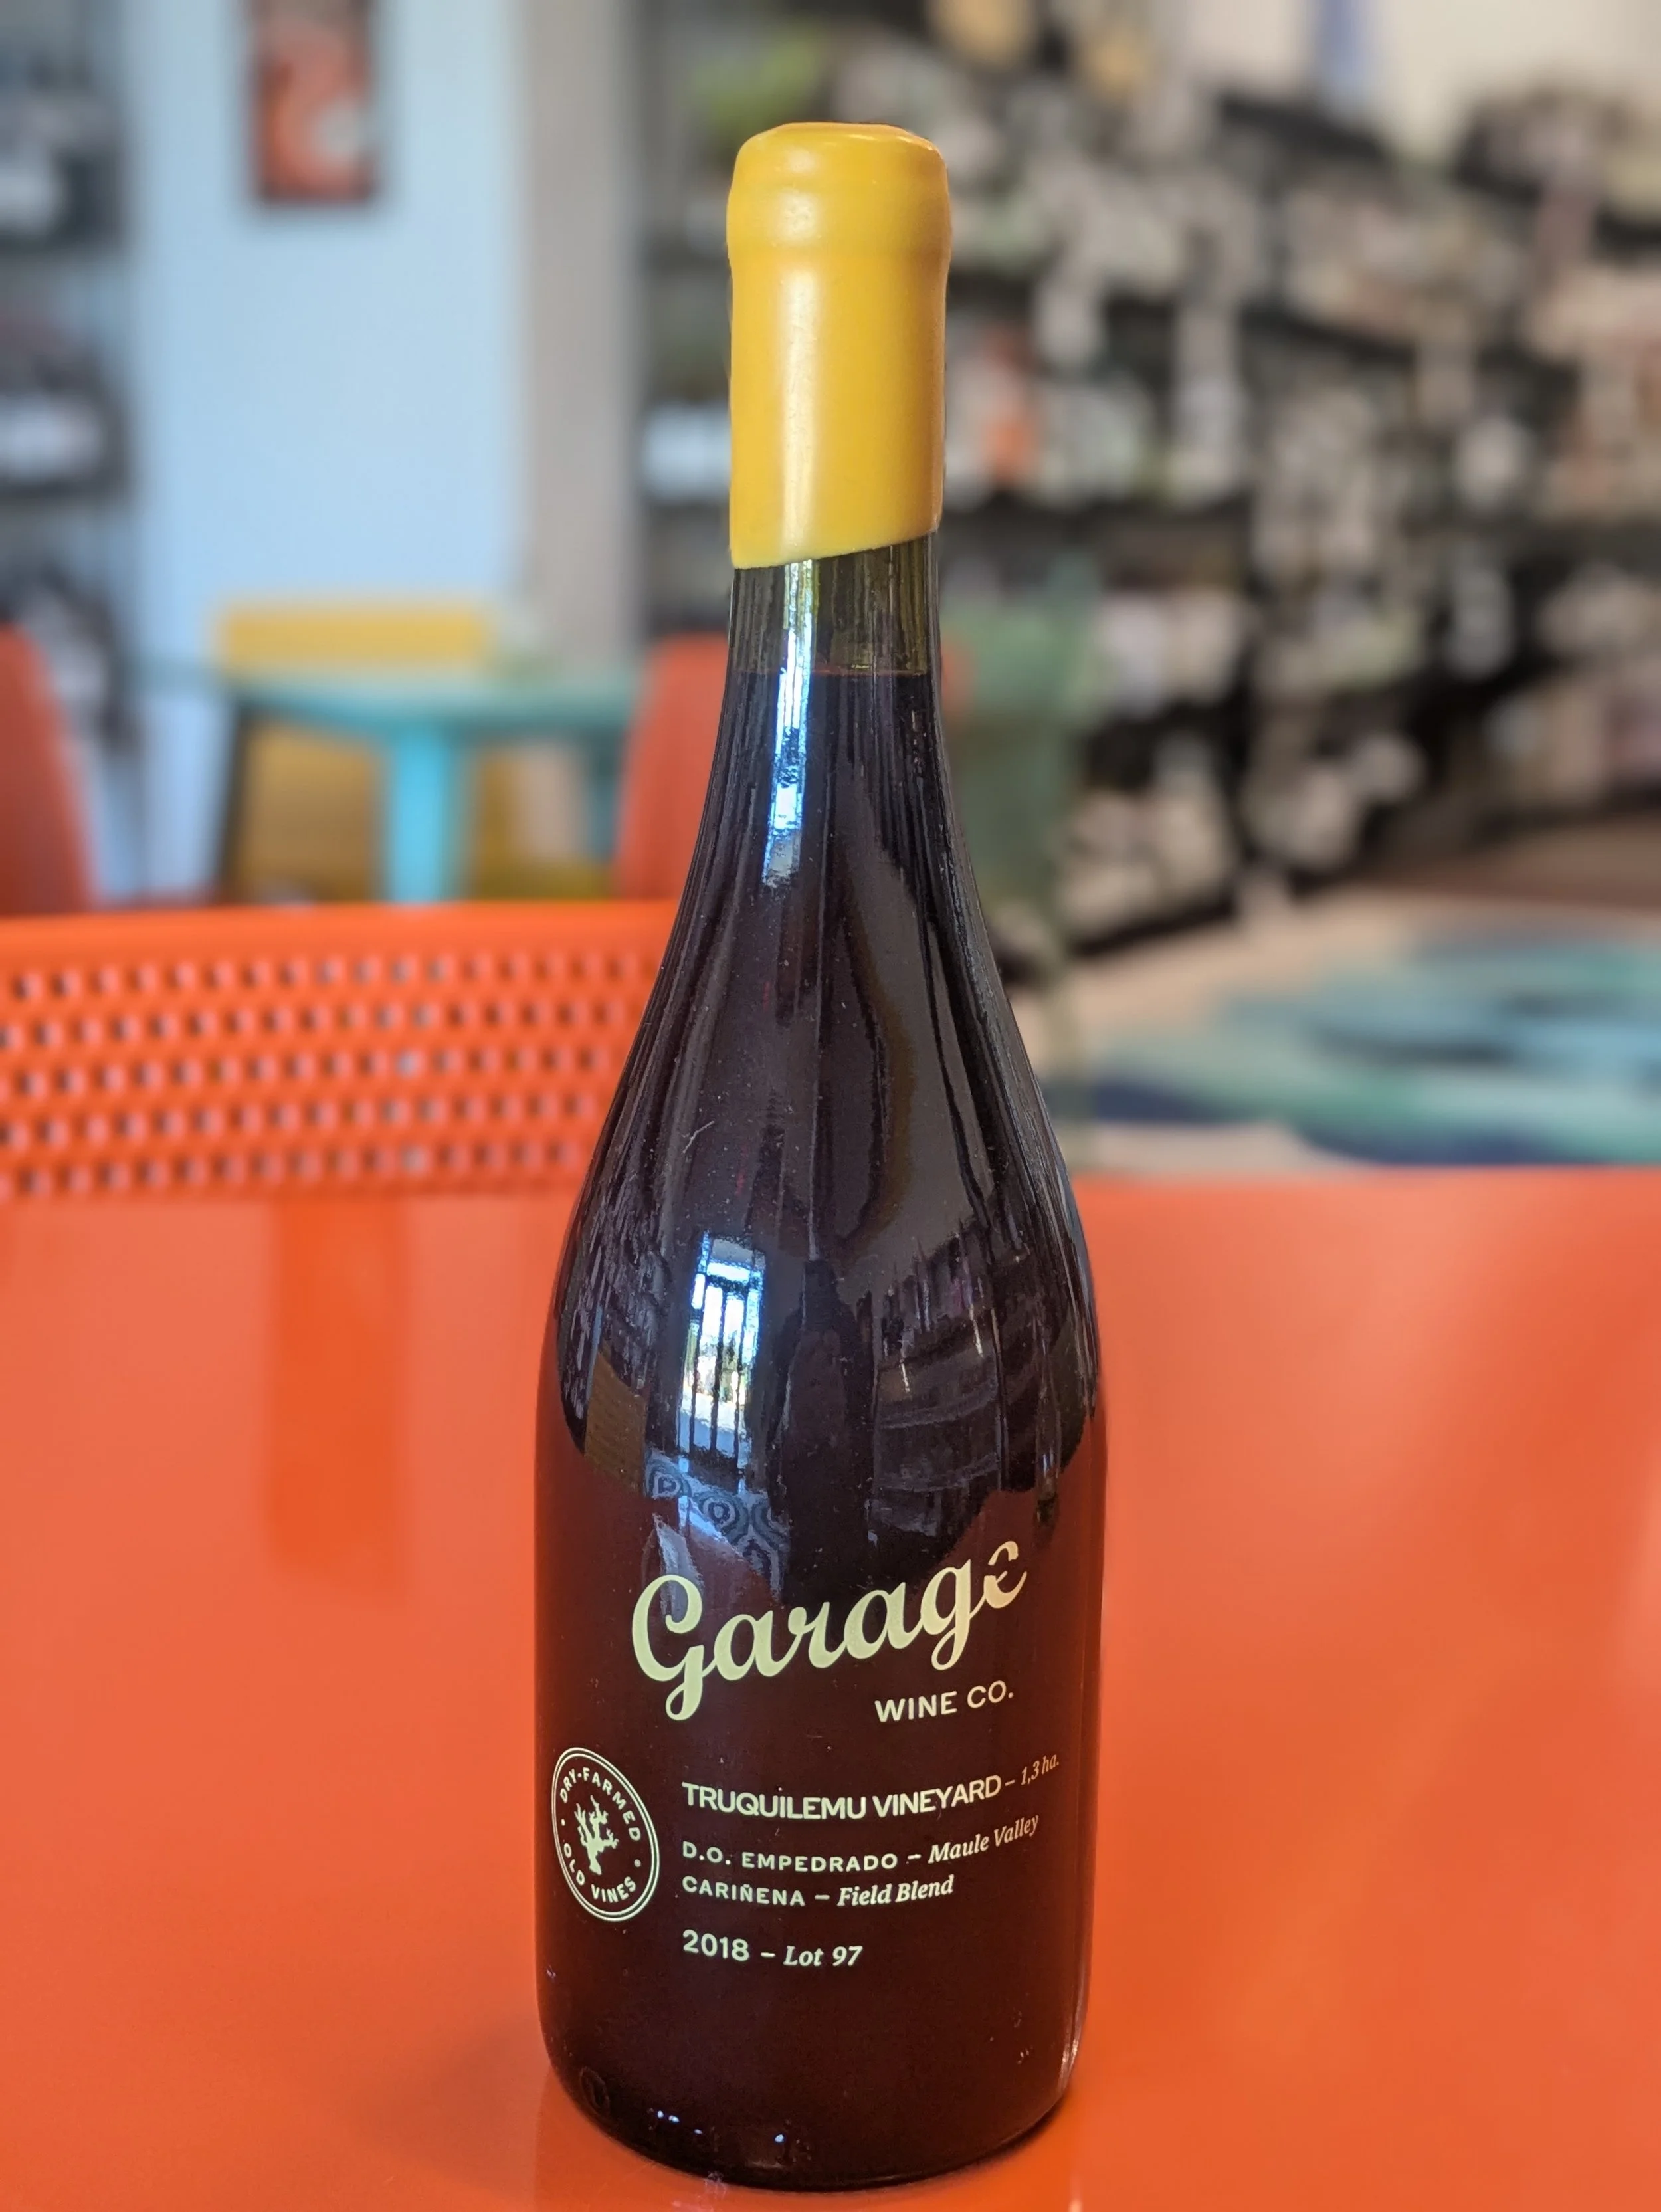 Garage
WINE CO.
DRY-FARMED
OLD VINES
TRUQUILEMU VINEYARD – 1,3 ha.
D.O. EMPEDRADO – Maule Valley
CARIÑENA – Field Blend
2018 – Lot 97